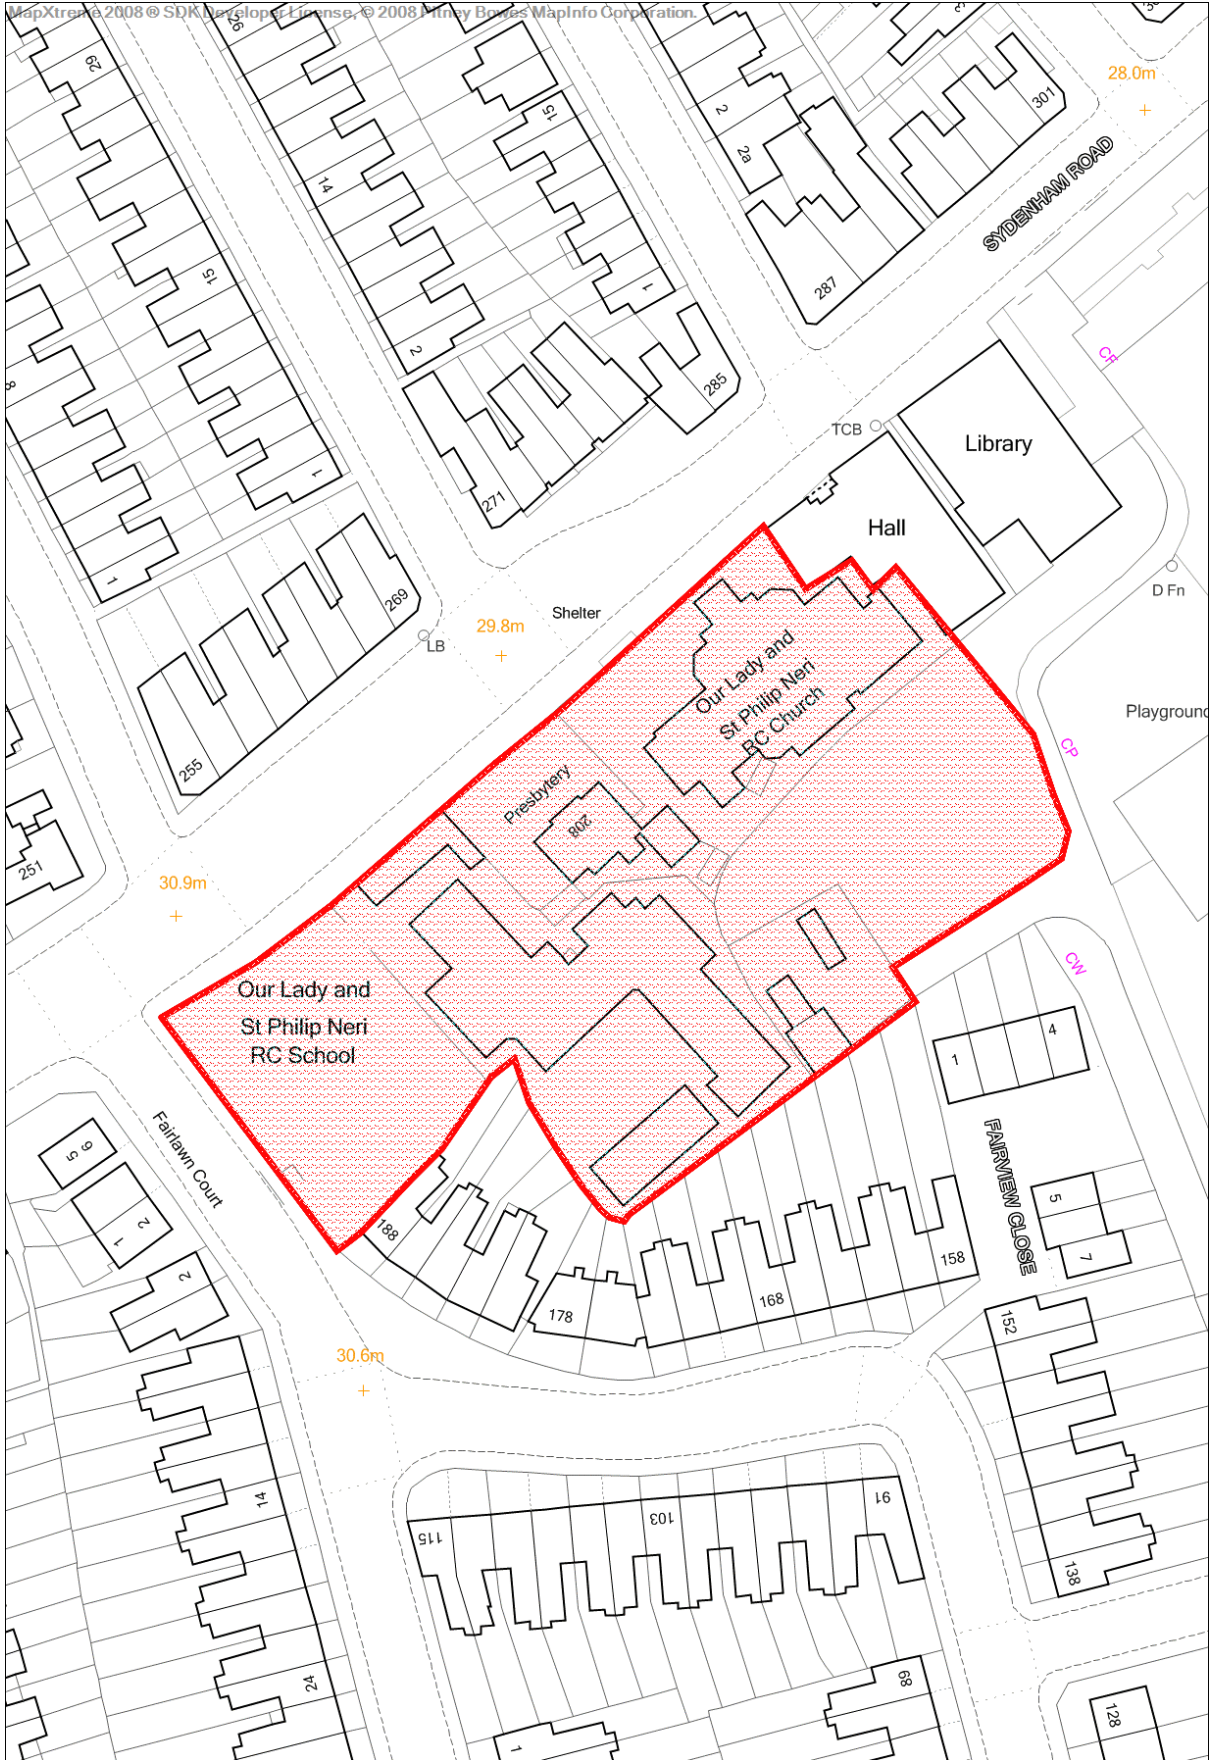 MapXtreme 2008 ® SDK Developer License, © 2008 Pitney Bowes MapInfo Corporation.
26
29
28.0m
301
15
2
2a
14
SYDENHAM ROAD
15
287
1
2
CF
8
285
TCB
Library
271
1
Hall
1
269
D Fn
Shelter
29.8m
LB
Our Lady and
St Philip Neri
RC Church
Playground
CP
255
Presbytery
208
251
30.9m
CW
Our Lady and
St Philip Neri
RC School
4
1
Fairlawn Court
6
5
FAIRVIEW CLOSE
5
2
1
188
7
158
2
168
178
152
30.6m
14
91
103
115
138
24
68
128
1